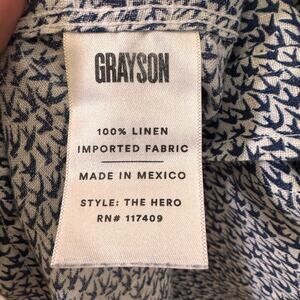 GRAYSON
100% LINEN
IMPORTED FABRIC
MADE IN MEXICO
STYLE: THE HERO
RN# 117409